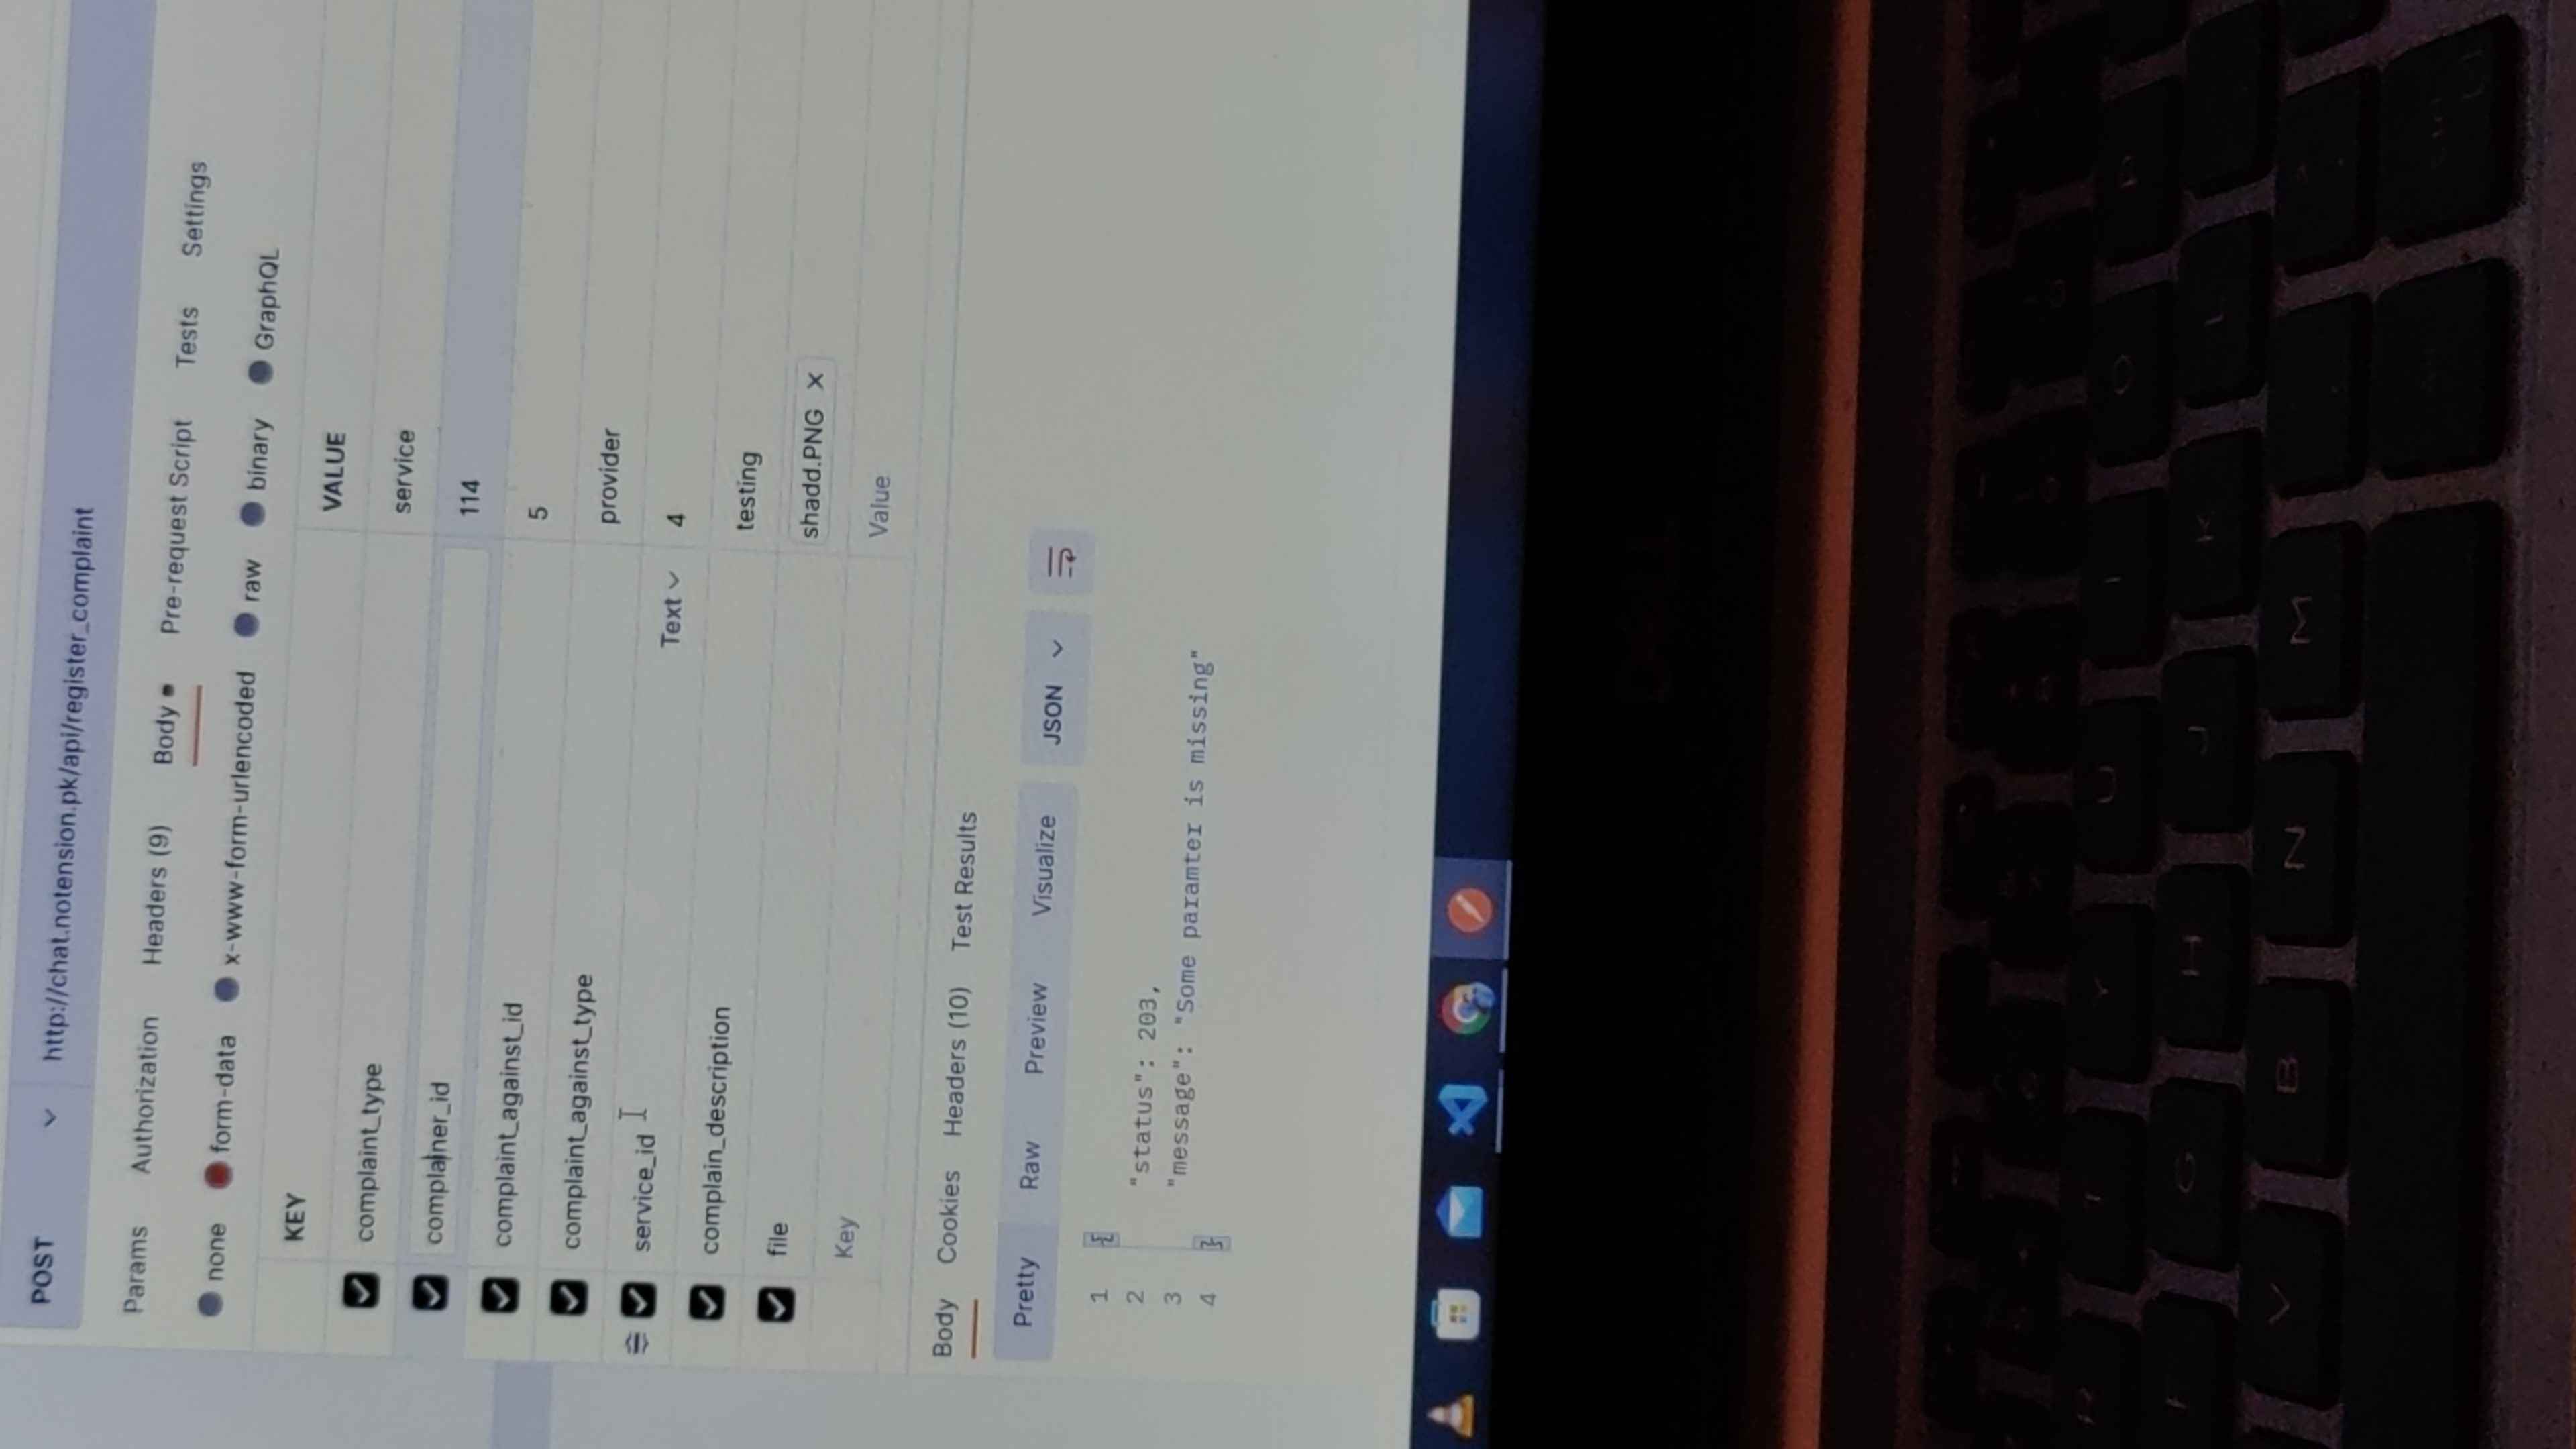 POST http://chat.notension.pk/api/register_complaint
Params Authorization Headers (9) Body Pre-request Script Tests Settings
none form-data x-www-form-urlencoded raw binary GraphQL
KEY VALUE
complaint_type service
complainer_id 114
complaint_against_id 5
complaint_against_type provider
service_id Text 4
complain_description testing
file shadd.PNG
Key Value
Body Cookies Headers (10) Test Results
Pretty Raw Preview Visualize JSON
1 {
2 "status": 203,
3 "message": "Some paramter is missing"
4 }
R T Y U I O P
F G H J K L
V B N M